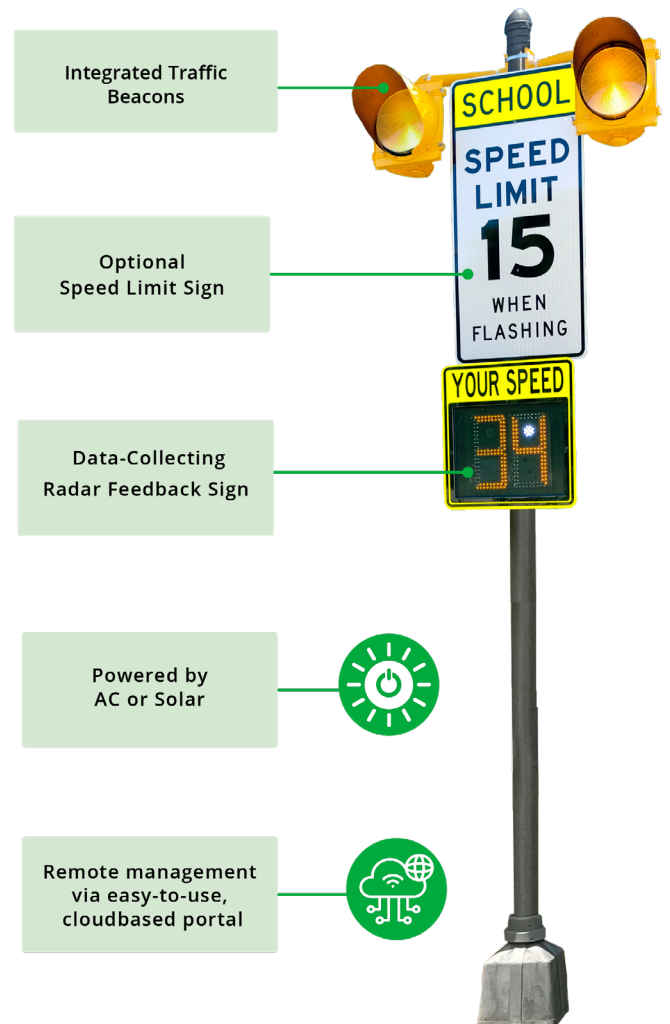 Integrated Traffic
Beacons
SCHOOL
SPEED
LIMIT
15
WHEN
FLASHING
Optional
Speed Limit Sign
YOUR SPEED
34
Data-Collecting
Radar Feedback Sign
Powered by
AC or Solar
Remote management
via easy-to-use,
cloudbased portal